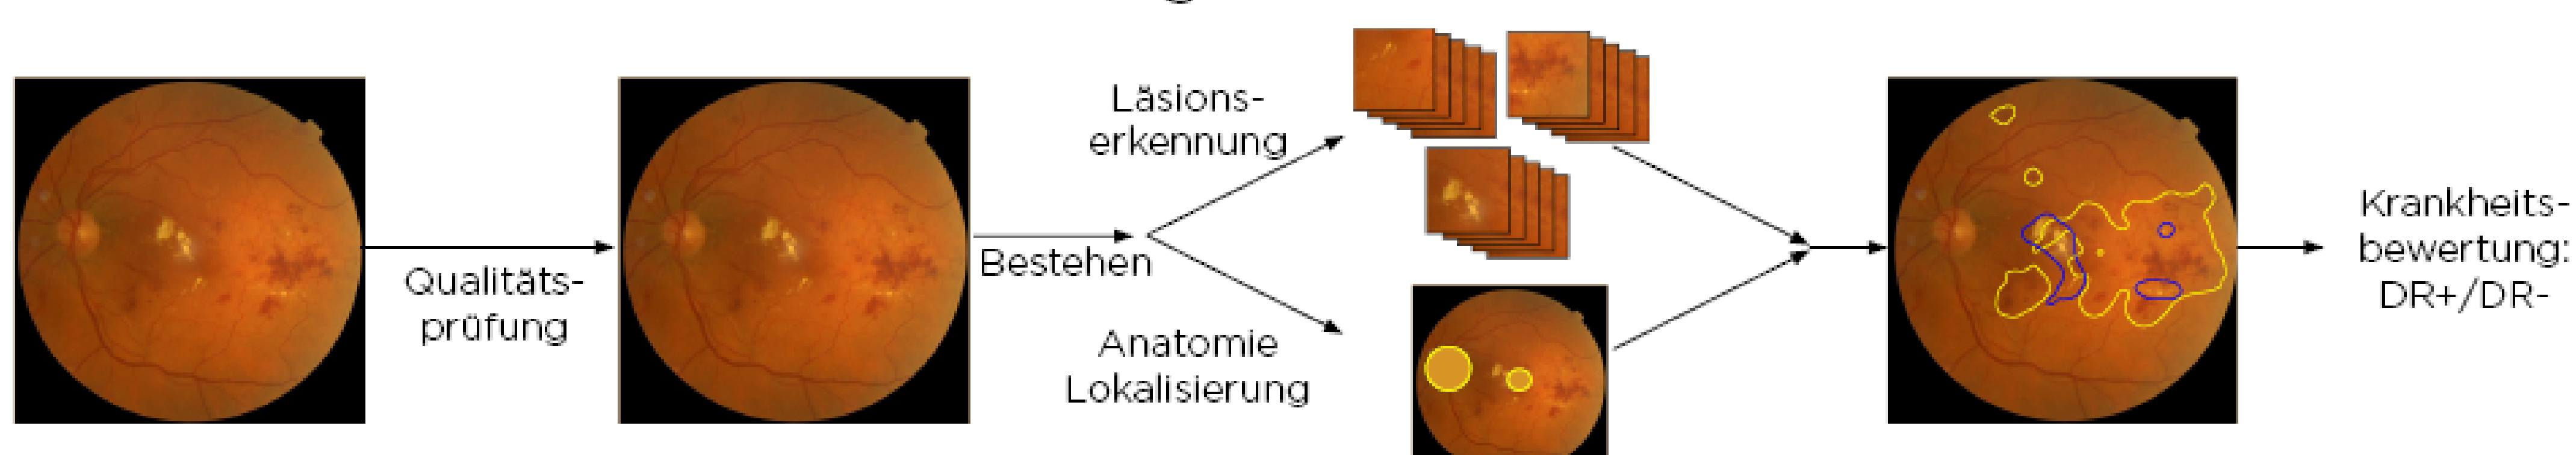 Qualitäts-
prüfung
Bestehen
Läsions-
erkennung
Anatomie
Lokalisierung
Krankheits-
bewertung:
DR+/DR-